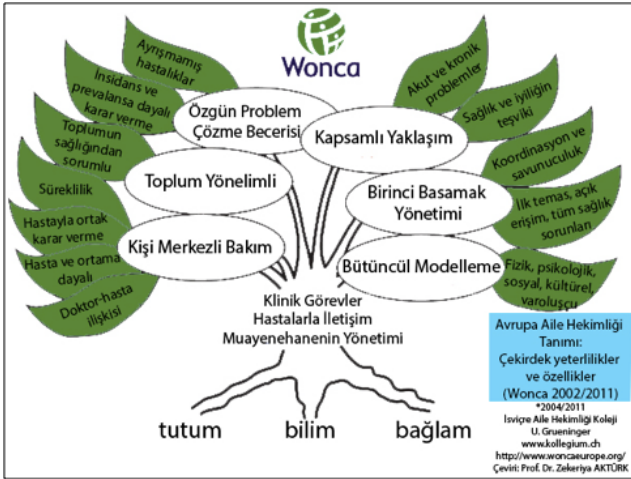 Wonca
Ayrışmamış
hastalıklar
İnsidans ve
prevalansa dayalı
karar verme
Toplumun
sağlığından
sorumlu
Süreklilik
Hastayla ortak
karar verme
Hasta ve ortama
dayalı
Doktor-hasta
ilişkisi
Özgün Problem
Çözme Becerisi
Toplum Yönelimli
Kişi Merkezli Bakım
Kapsamlı Yaklaşım
Birinci Basamak
Yönetimi
Bütüncül Modelleme
Akut ve kronik
problemler
Sağlık ve iyiliğin
teşviki
Koordinasyon ve
savunuculuk
İlk temas, açık
erişim, tüm sağlık
sorunları
Fizik, psikolojik,
sosyal, kültürel,
varoluşçu
Klinik Görevler
Hastalarla İletişim
Muayenehanenin Yönetimi
tutum
bilim
bağlam
Avrupa Aile Hekimliği
Tanımı:
Çekirdek yeterlilikler
ve özellikler
(Wonca 2002/2011)
*2004/2011
İsviçre Aile Hekimliği Koleji
U. Grueninger
www.kollegium.ch
http://www.woncaeurope.org/
Çeviri: Prof. Dr. Zekeriya AKTÜRK